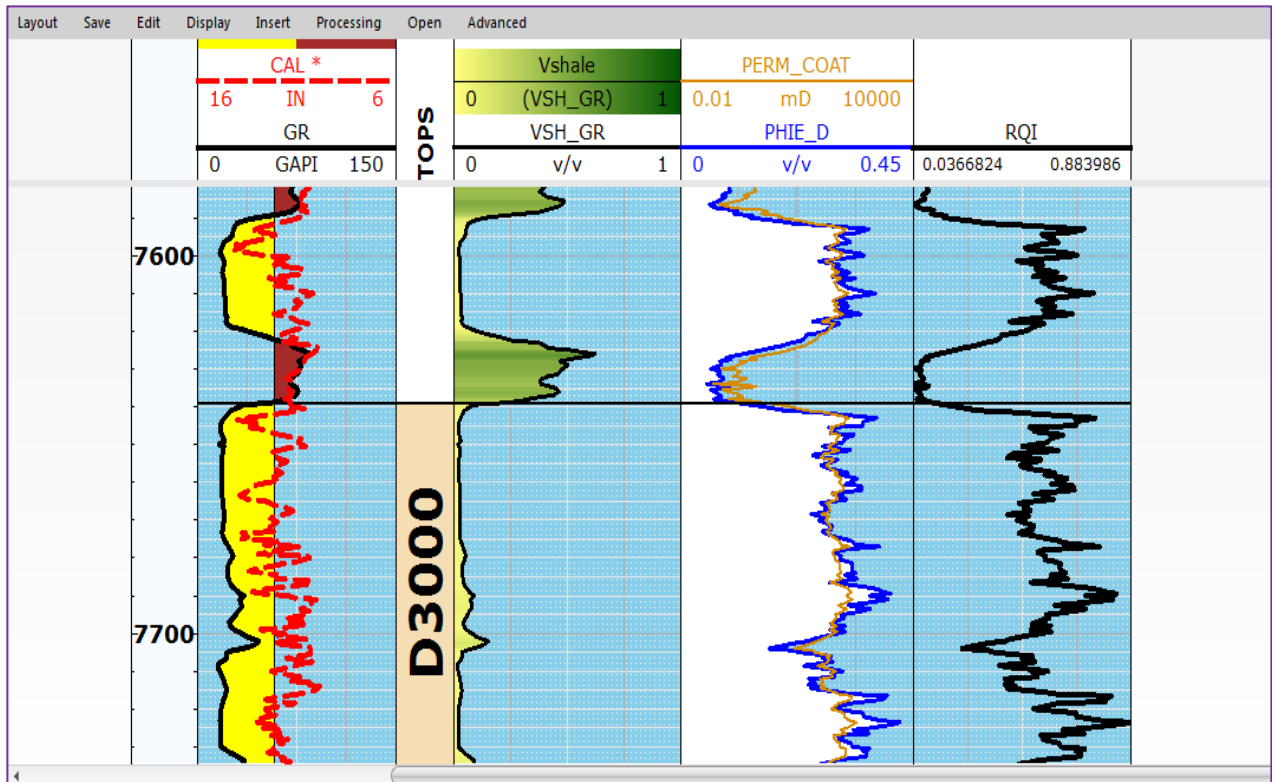 Layout Save Edit Display Insert Processing Open Advanced
CAL *
16 IN 6
GR
0 GAPI 150
TOPS
Vshale
0 (VSH_GR) 1
VSH_GR
0 v/v 1
PERM_COAT
0.01 mD 10000
PHIE_D
0 v/v 0.45
RQI
0.0366824 0.883986
7600
D3000
7700